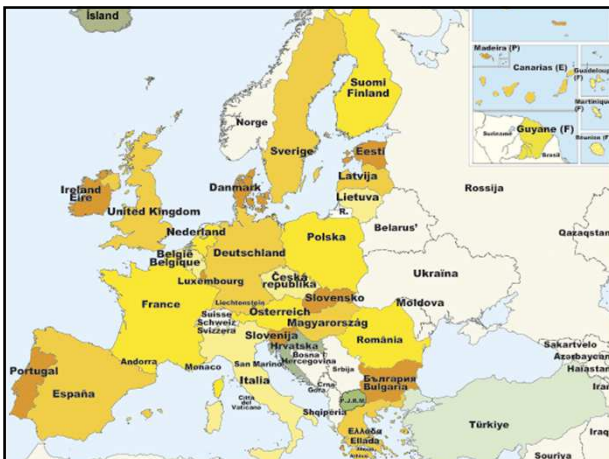 Ísland
Suomi
Finland
Norge
Sverige
Eesti
Latvija
Lietuva
R.
Rossija
Danmark
Ireland
Éire
United Kingdom
Nederland
België
Belgique
Deutschland
Polska
Belarus'
Luxembourg
Česká
republika
Ukraïna
Qazaqstan
France
Liechtenstein
Slovensko
Österreich
Moldova
Suisse
Schweiz
Svizzera
Magyarország
Slovenija
Hrvatska
România
Bosna i
Hercegovina
Srbija
Crna
Gora
Andorra
Monaco
San Marino
Portugal
España
Italia
Città
del
Vaticano
България
Bulgaria
P.J.R.M.
Shqipëria
Ελλάδα
Ellada
Türkiye
Sakartvelo
Azərbaycan
Haïastan
Iran
Iraq
Souriya
Madeira (P)
Canarias (E)
Guadeloupe
(F)
Martinique
(F)
Réunion (F)
Guyane (F)
Suriname
Brasil